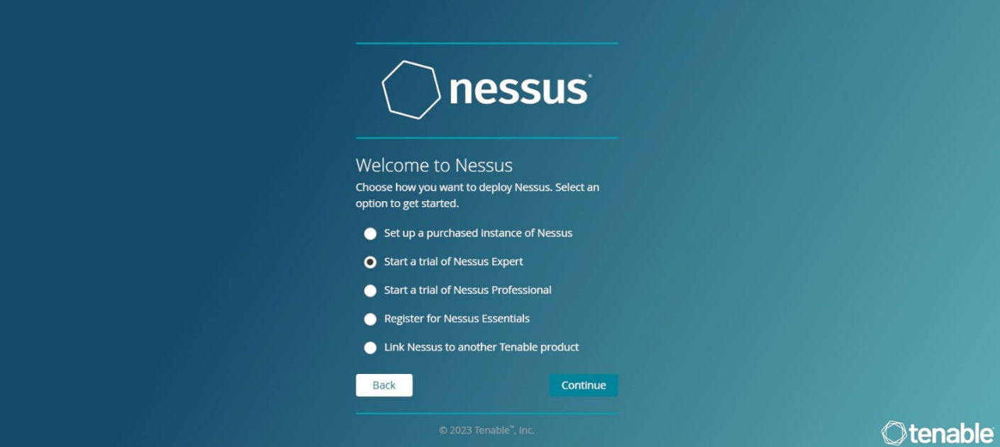 nessus®
Welcome to Nessus
Choose how you want to deploy Nessus. Select an
option to get started.
Set up a purchased instance of Nessus
Start a trial of Nessus Expert
Start a trial of Nessus Professional
Register for Nessus Essentials
Link Nessus to another Tenable product
Back
Continue
© 2023 Tenable™, Inc.
tenable